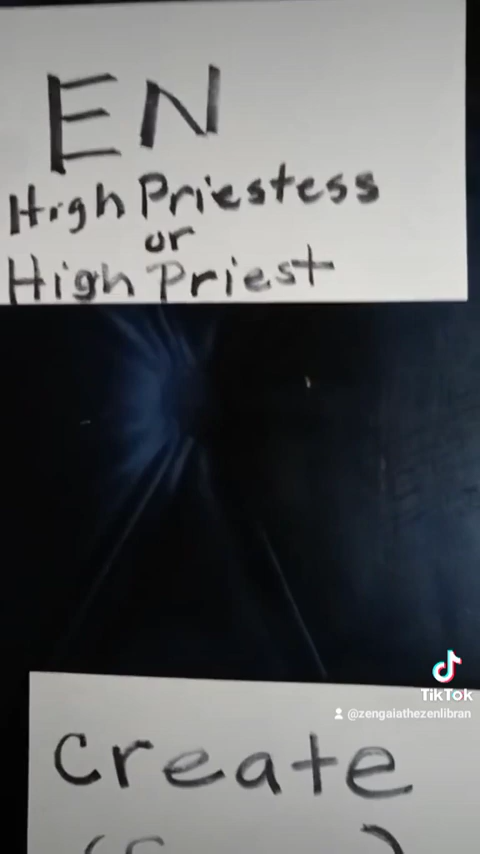 EN
High Priestess
or
High Priest
TikTok
@zengaiathezenlibran
create